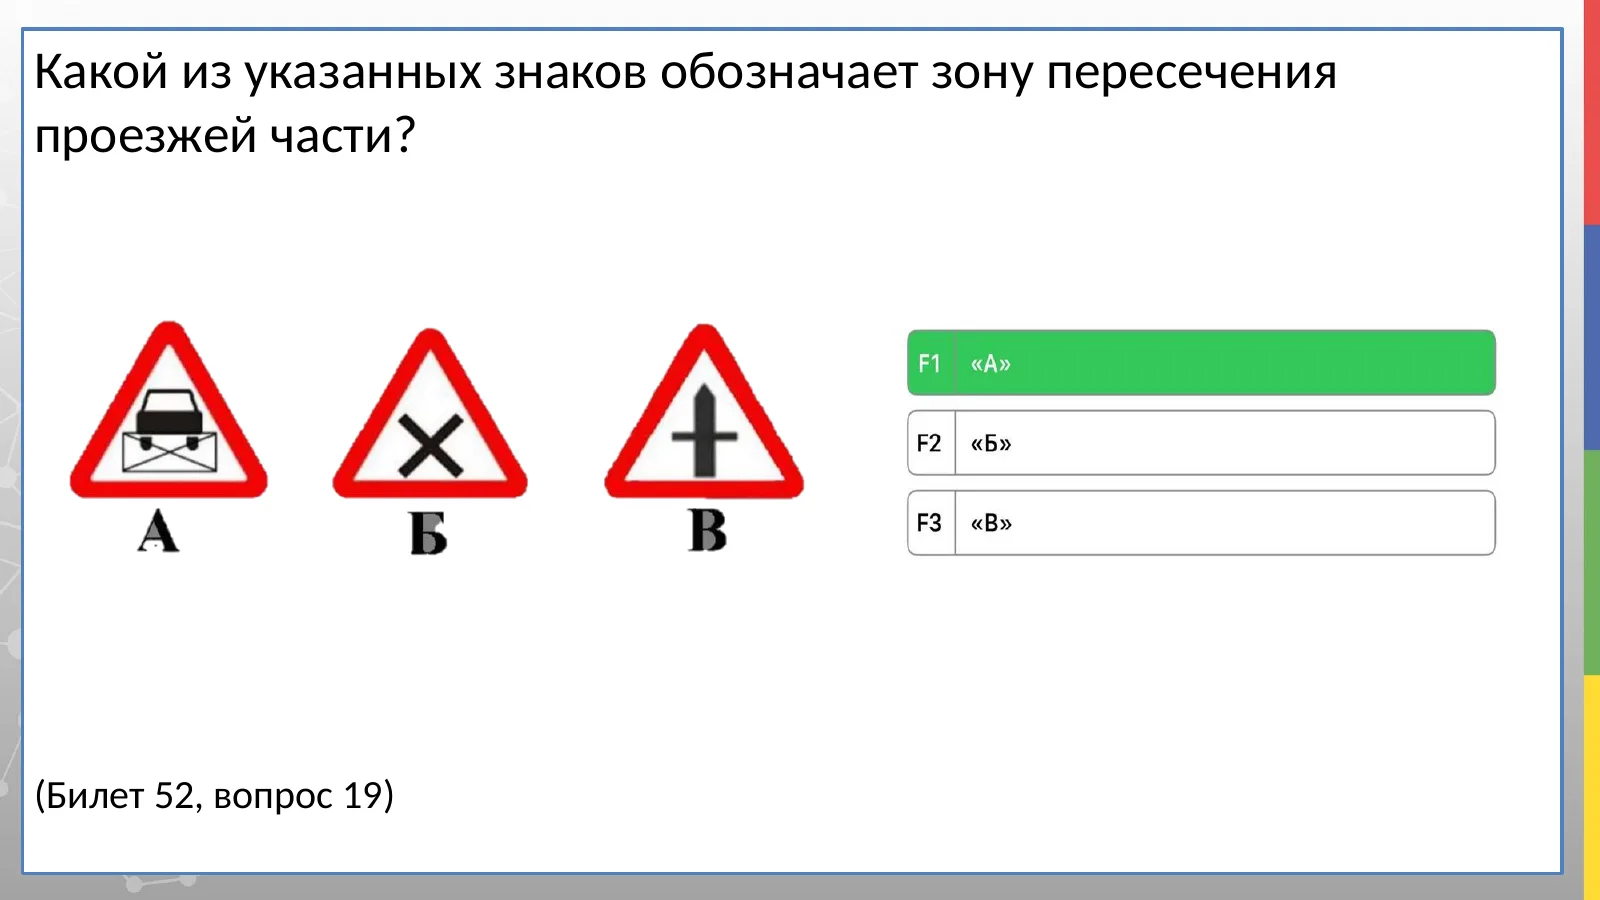 Какой из указанных знаков обозначает зону пересечения
проезжей части?
А
Б
В
F1 «А»
F2 «Б»
F3 «В»
(Билет 52, вопрос 19)